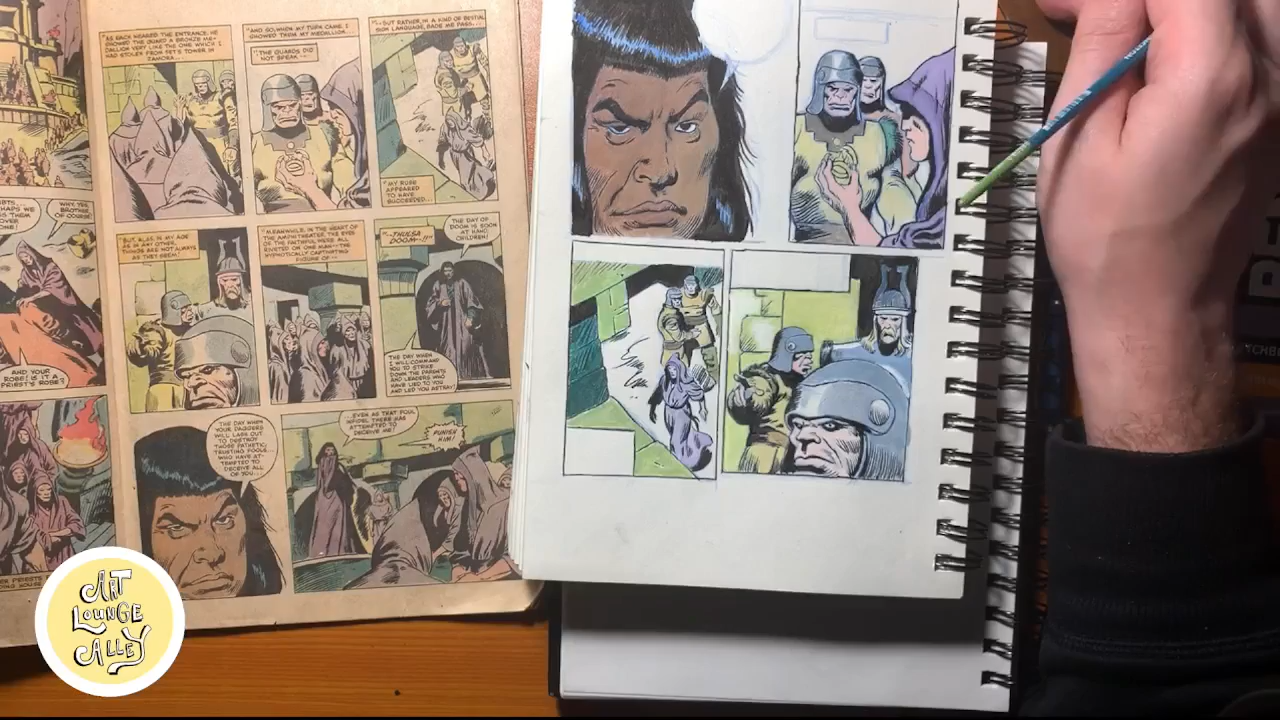 "AS EACH NEARED THE ENTRANCE, HE
SHOWED THE GUARD A BRONZE ME-
DALLION VERY LIKE THE ONE WHICH I
HAD STOLEN FROM SET'S TOWER IN
ZAMORA...
"AND SO, WHEN MY TURN CAME, I
SHOWED THEM MY MEDALLION.
"THE GUARDS DID
NOT SPEAK--
"--BUT RATHER, IN A KIND OF BESTIAL
SIGN LANGUAGE, BADE ME PASS...
"MY RUSE
APPEARED
TO HAVE
SUCCEEDED...
WHY, YES,
BROTHER
OF COURSE.
AND YOUR
ROBE! IS IT A
PRIEST'S ROBE?
"BUT, ALAS, IN MY AGE
AS IN ANY OTHER,
THINGS ARE NOT ALWAYS
AS THEY SEEM."
"MEANWHILE, IN THE HEART OF
THE AMPHITHEATER, THE EYES
OF THE FAITHFUL WERE ALL
RIVETED ON ONE MAN--THE
HYPNOTICALLY CAPTIVATING
FIGURE OF--
"--THULSA
DOOM--!!"
THE DAY OF
DOOM IS SOON
AT HAND,
CHILDREN!
THE DAY WHEN
I WILL COMMAND
YOU TO STRIKE
DOWN THE PARENTS
AND LEADERS WHO
HAVE LIED TO YOU
AND LED YOU ASTRAY!
THE DAY WHEN
YOUR DAGGERS
WILL LASH OUT
TO DESTROY
THOSE PATHETIC,
TRUSTING FOOLS
WHO HAVE AT-
TEMPTED TO
DECEIVE ALL
OF YOU...
...EVEN AS THAT FOUL
INFIDEL THERE HAS
ATTEMPTED TO
DECEIVE ME!
PUNISH
HIM!
ART
LOUNGE
ALLEY